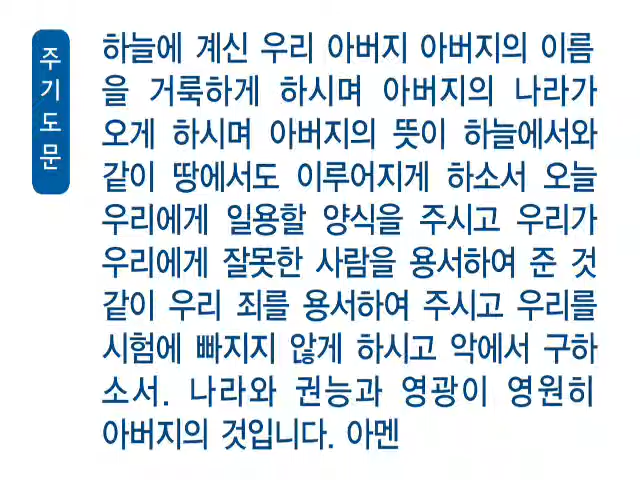 주기도문
하늘에 계신 우리 아버지 아버지의 이름
을 거룩하게 하시며 아버지의 나라가
오게 하시며 아버지의 뜻이 하늘에서와
같이 땅에서도 이루어지게 하소서 오늘
우리에게 일용할 양식을 주시고 우리가
우리에게 잘못한 사람을 용서하여 준 것
같이 우리 죄를 용서하여 주시고 우리를
시험에 빠지지 않게 하시고 악에서 구하
소서. 나라와 권능과 영광이 영원히
아버지의 것입니다. 아멘